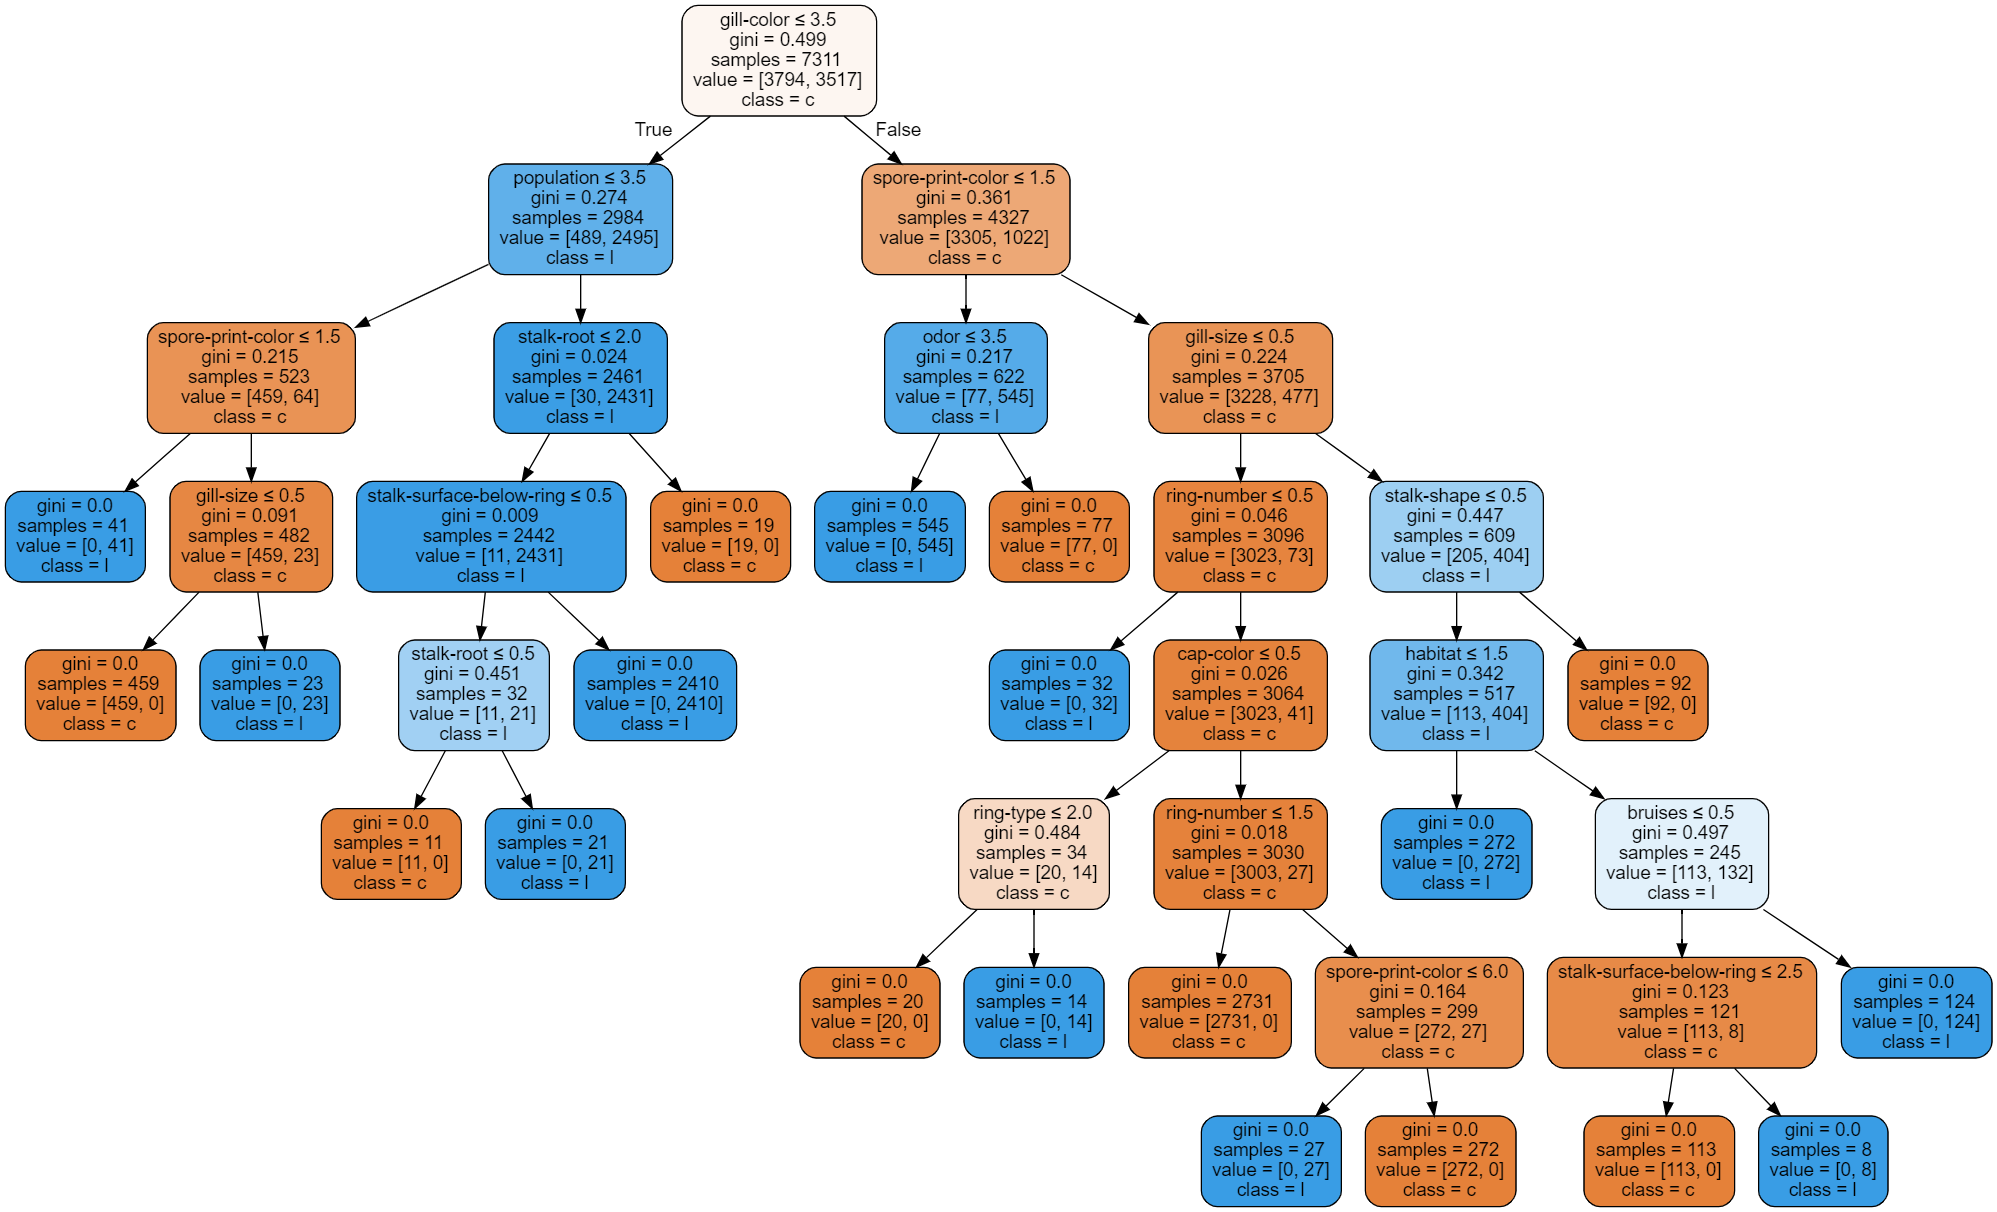 gill-color ≤ 3.5
gini = 0.499
samples = 7311
value = [3794, 3517]
class = c
True
False
population ≤ 3.5
gini = 0.274
samples = 2984
value = [489, 2495]
class = l
spore-print-color ≤ 1.5
gini = 0.361
samples = 4327
value = [3305, 1022]
class = c
spore-print-color ≤ 1.5
gini = 0.215
samples = 523
value = [459, 64]
class = c
stalk-root ≤ 2.0
gini = 0.024
samples = 2461
value = [30, 2431]
class = l
odor ≤ 3.5
gini = 0.217
samples = 622
value = [77, 545]
class = l
gill-size ≤ 0.5
gini = 0.224
samples = 3705
value = [3228, 477]
class = c
gini = 0.0
samples = 41
value = [0, 41]
class = l
gill-size ≤ 0.5
gini = 0.091
samples = 482
value = [459, 23]
class = c
stalk-surface-below-ring ≤ 0.5
gini = 0.009
samples = 2442
value = [11, 2431]
class = l
gini = 0.0
samples = 19
value = [19, 0]
class = c
gini = 0.0
samples = 545
value = [0, 545]
class = l
gini = 0.0
samples = 77
value = [77, 0]
class = c
ring-number ≤ 0.5
gini = 0.046
samples = 3096
value = [3023, 73]
class = c
stalk-shape ≤ 0.5
gini = 0.447
samples = 609
value = [205, 404]
class = l
gini = 0.0
samples = 459
value = [459, 0]
class = c
gini = 0.0
samples = 23
value = [0, 23]
class = l
stalk-root ≤ 0.5
gini = 0.451
samples = 32
value = [11, 21]
class = l
gini = 0.0
samples = 2410
value = [0, 2410]
class = l
gini = 0.0
samples = 32
value = [0, 32]
class = l
cap-color ≤ 0.5
gini = 0.026
samples = 3064
value = [3023, 41]
class = c
habitat ≤ 1.5
gini = 0.342
samples = 517
value = [113, 404]
class = l
gini = 0.0
samples = 92
value = [92, 0]
class = c
gini = 0.0
samples = 11
value = [11, 0]
class = c
gini = 0.0
samples = 21
value = [0, 21]
class = l
ring-type ≤ 2.0
gini = 0.484
samples = 34
value = [20, 14]
class = c
ring-number ≤ 1.5
gini = 0.018
samples = 3030
value = [3003, 27]
class = c
gini = 0.0
samples = 272
value = [0, 272]
class = l
bruises ≤ 0.5
gini = 0.497
samples = 245
value = [113, 132]
class = l
gini = 0.0
samples = 20
value = [20, 0]
class = c
gini = 0.0
samples = 14
value = [0, 14]
class = l
gini = 0.0
samples = 2731
value = [2731, 0]
class = c
spore-print-color ≤ 6.0
gini = 0.164
samples = 299
value = [272, 27]
class = c
stalk-surface-below-ring ≤ 2.5
gini = 0.123
samples = 121
value = [113, 8]
class = c
gini = 0.0
samples = 124
value = [0, 124]
class = l
gini = 0.0
samples = 27
value = [0, 27]
class = l
gini = 0.0
samples = 272
value = [272, 0]
class = c
gini = 0.0
samples = 113
value = [113, 0]
class = c
gini = 0.0
samples = 8
value = [0, 8]
class = l